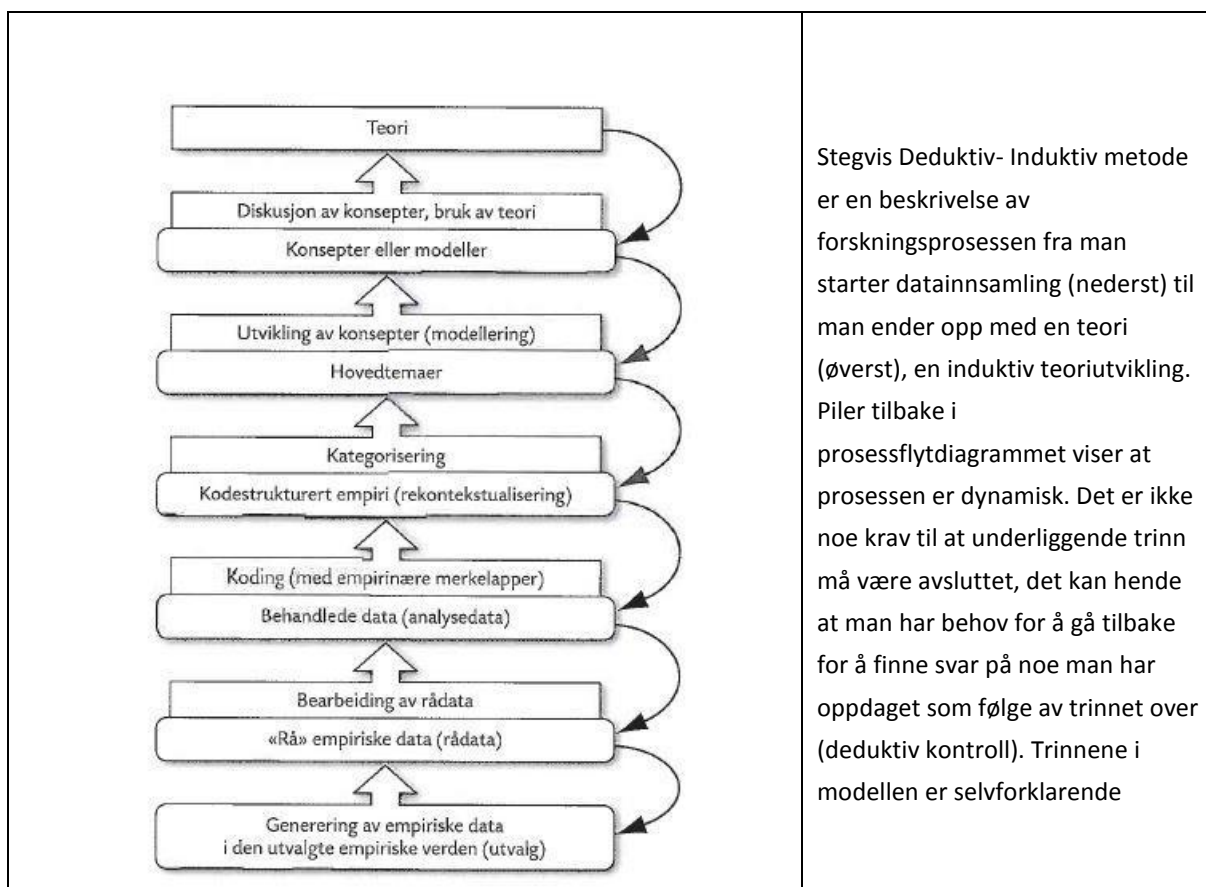 Teori
Diskusjon av konsepter, bruk av teori
Konsepter eller modeller
Utvikling av konsepter (modellering)
Hovedtemaer
Kategorisering
Kodestrukturert empiri (rekontekstualisering)
Koding (med empirinære merkelapper)
Behandlede data (analysedata)
Bearbeiding av rådata
«Rå» empiriske data (rådata)
Generering av empiriske data
i den utvalgte empiriske verden (utvalg)
Stegvis Deduktiv- Induktiv metode
er en beskrivelse av
forskningsprosessen fra man
starter datainnsamling (nederst) til
man ender opp med en teori
(øverst), en induktiv teoriutvikling.
Piler tilbake i
prosessflytdiagrammet viser at
prosessen er dynamisk. Det er ikke
noe krav til at underliggende trinn
må være avsluttet, det kan hende
at man har behov for å gå tilbake
for å finne svar på noe man har
oppdaget som følge av trinnet over
(deduktiv kontroll). Trinnene i
modellen er selvforklarende